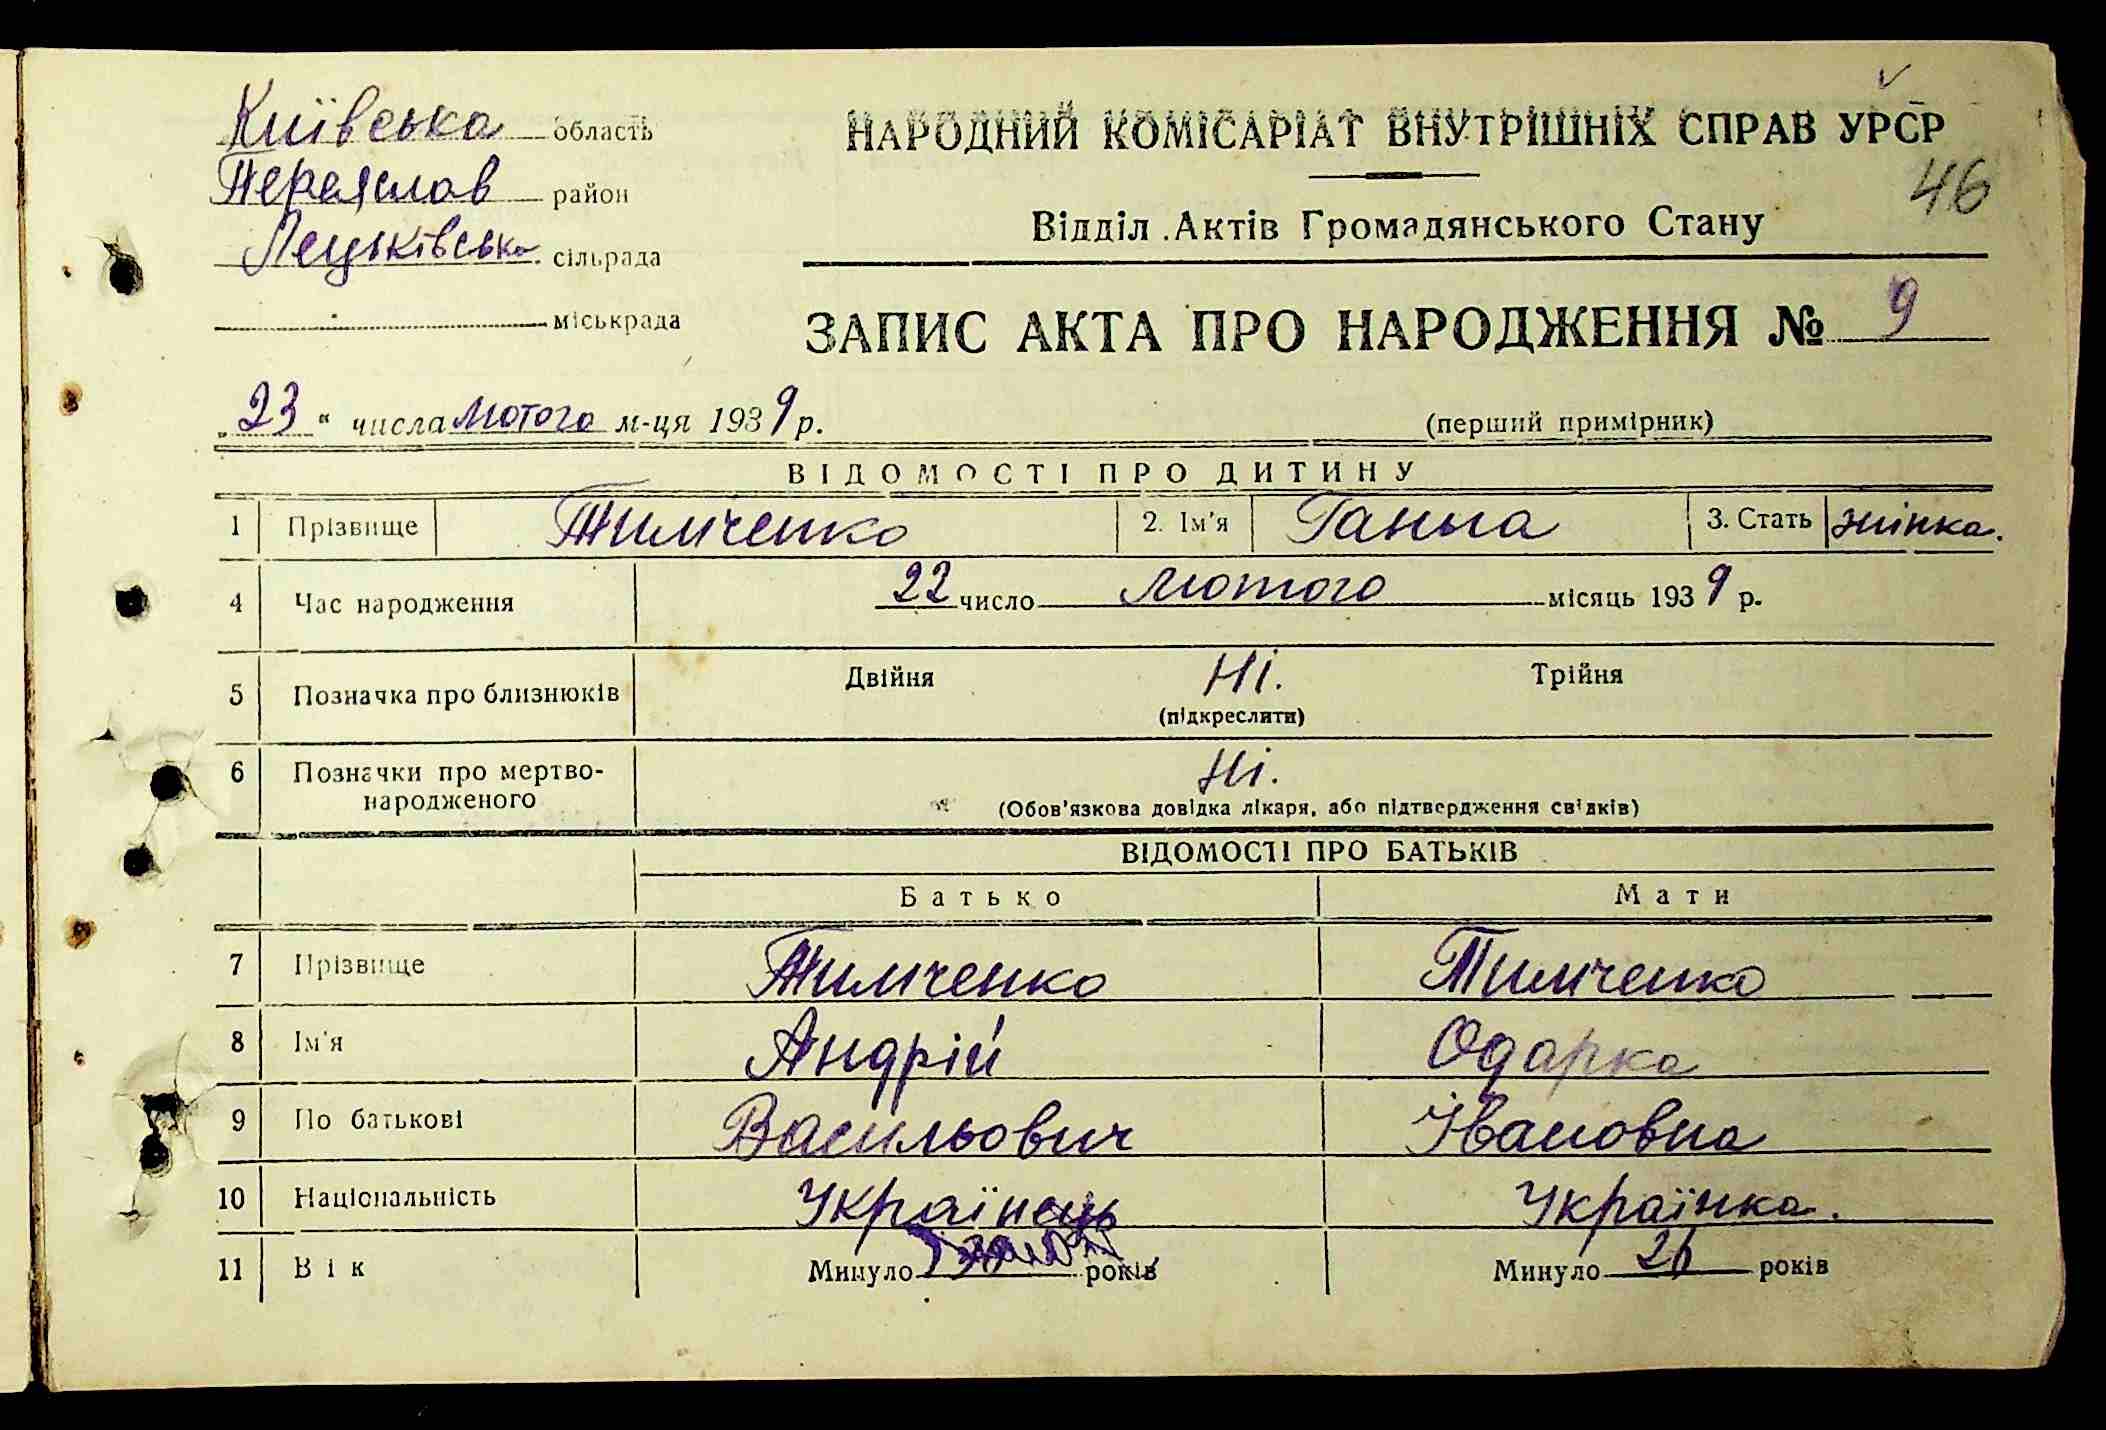 Київська область
Переяслав район
Лецьківська сільрада
міськрада
НАРОДНИЙ КОМІСАРІАТ ВНУТРІШНІХ СПРАВ УРСР
46
Відділ Актів Громадянського Стану
ЗАПИС АКТА ПРО НАРОДЖЕННЯ № 9
„23“ числа лютого м-ця 1939 р.
(перший примірник)
ВІДОМОСТІ ПРО ДИТИНУ
1 Прізвище Тимченко 2. Ім'я Ганна 3. Стать жінка.
4 Час народження 22 число лютого місяць 1939 р.
5 Позначка про близнюків Двійня Ні. Трійня
(підкреслити)
6 Позначки про мертво-
народженого Ні.
(Обов'язкова довідка лікаря, або підтвердження свідків)
ВІДОМОСТІ ПРО БАТЬКІВ
Батько Мати
7 Прізвище Тимченко Тимченко
8 Ім'я Андрій Одарка
9 По батькові Васильович Івановна
10 Національність Українець Українка.
11 Вік Минуло 30 років Минуло 26 років